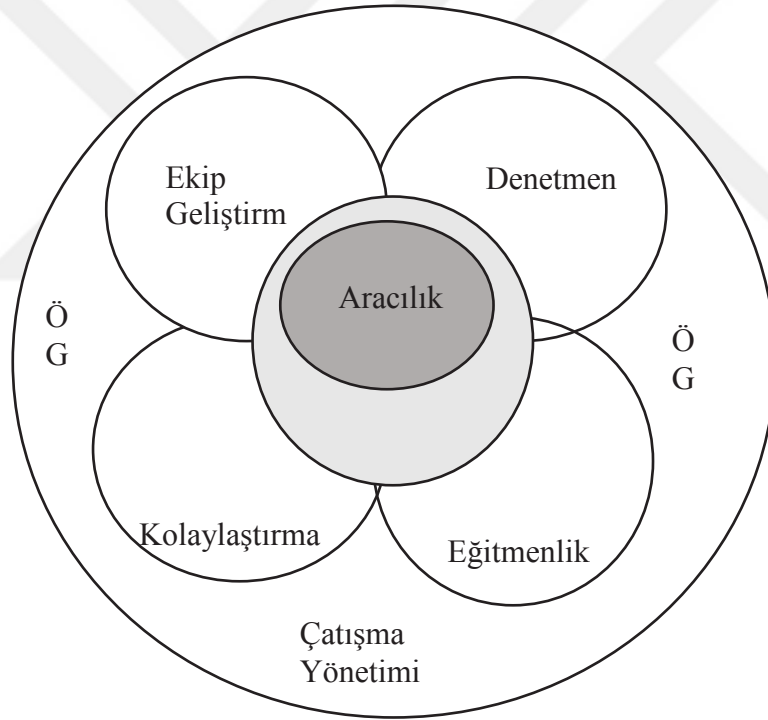 Ekip
Geliştirm
Denetmen
Aracılık
Ö
G
Ö
G
Kolaylaştırma
Eğitmenlik
Çatışma
Yönetimi